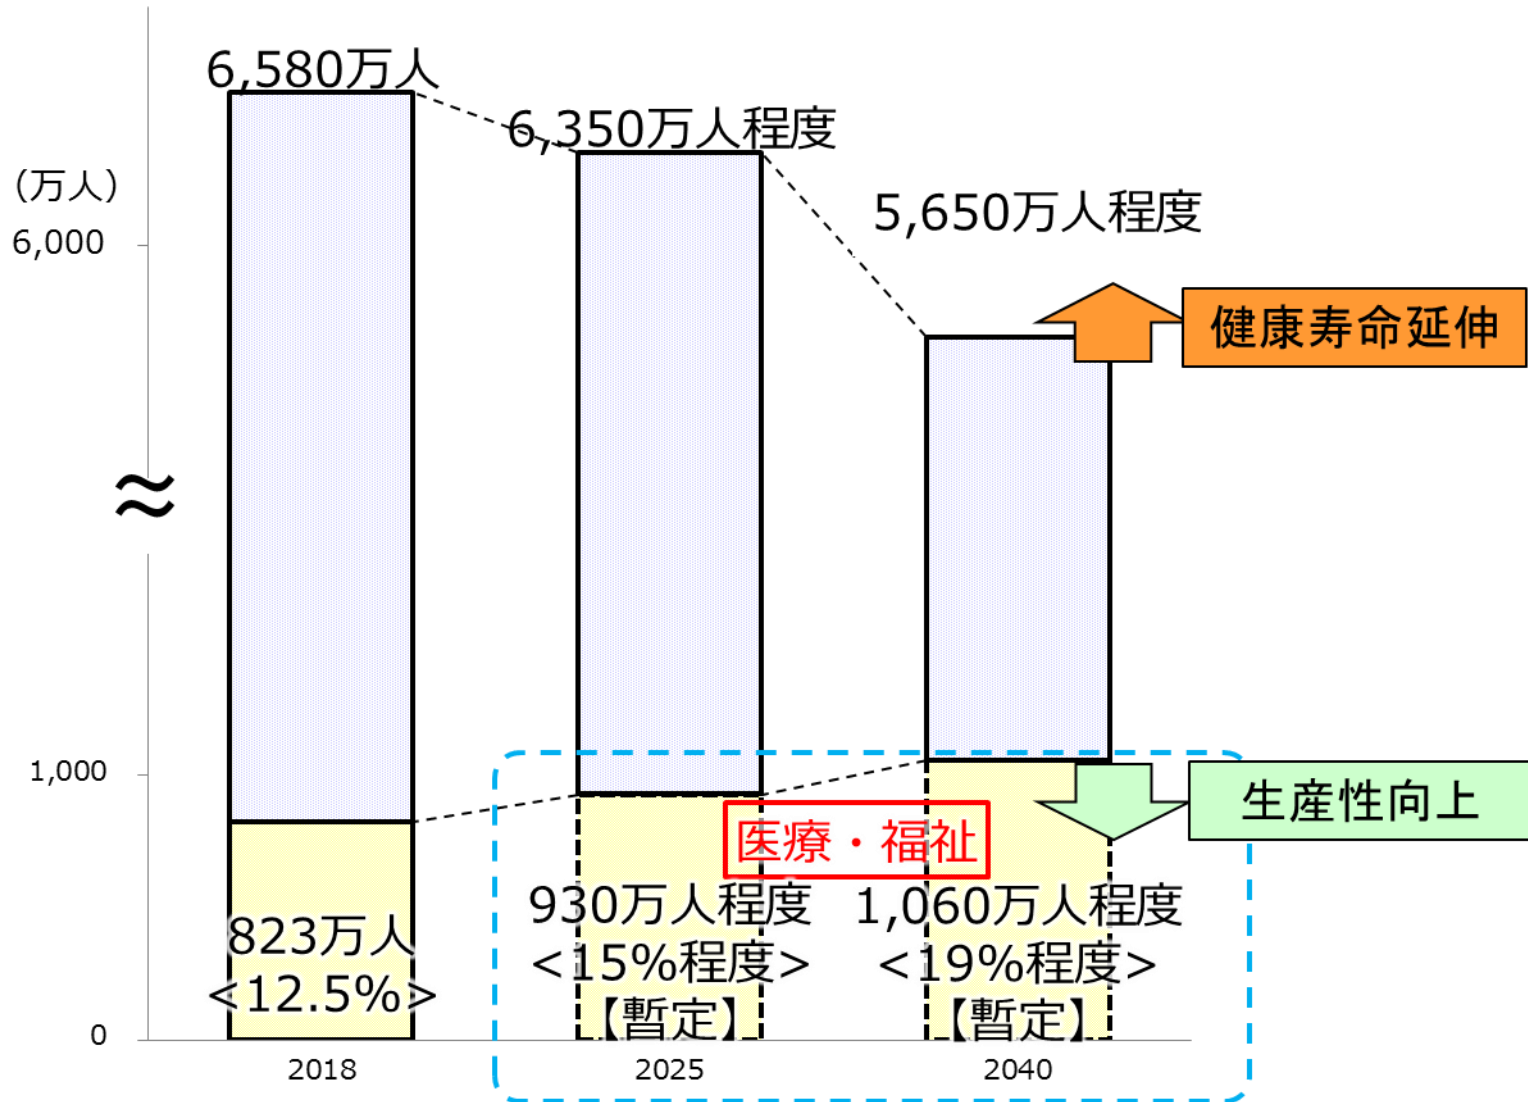 6,580万人
6,350万人程度
5,650万人程度
（万人）
6,000
健康寿命延伸
≈
1,000
生産性向上
医療・福祉
823万人
<12.5%>
930万人程度
<15%程度>
【暫定】
1,060万人程度
<19%程度>
【暫定】
0
2018
2025
2040